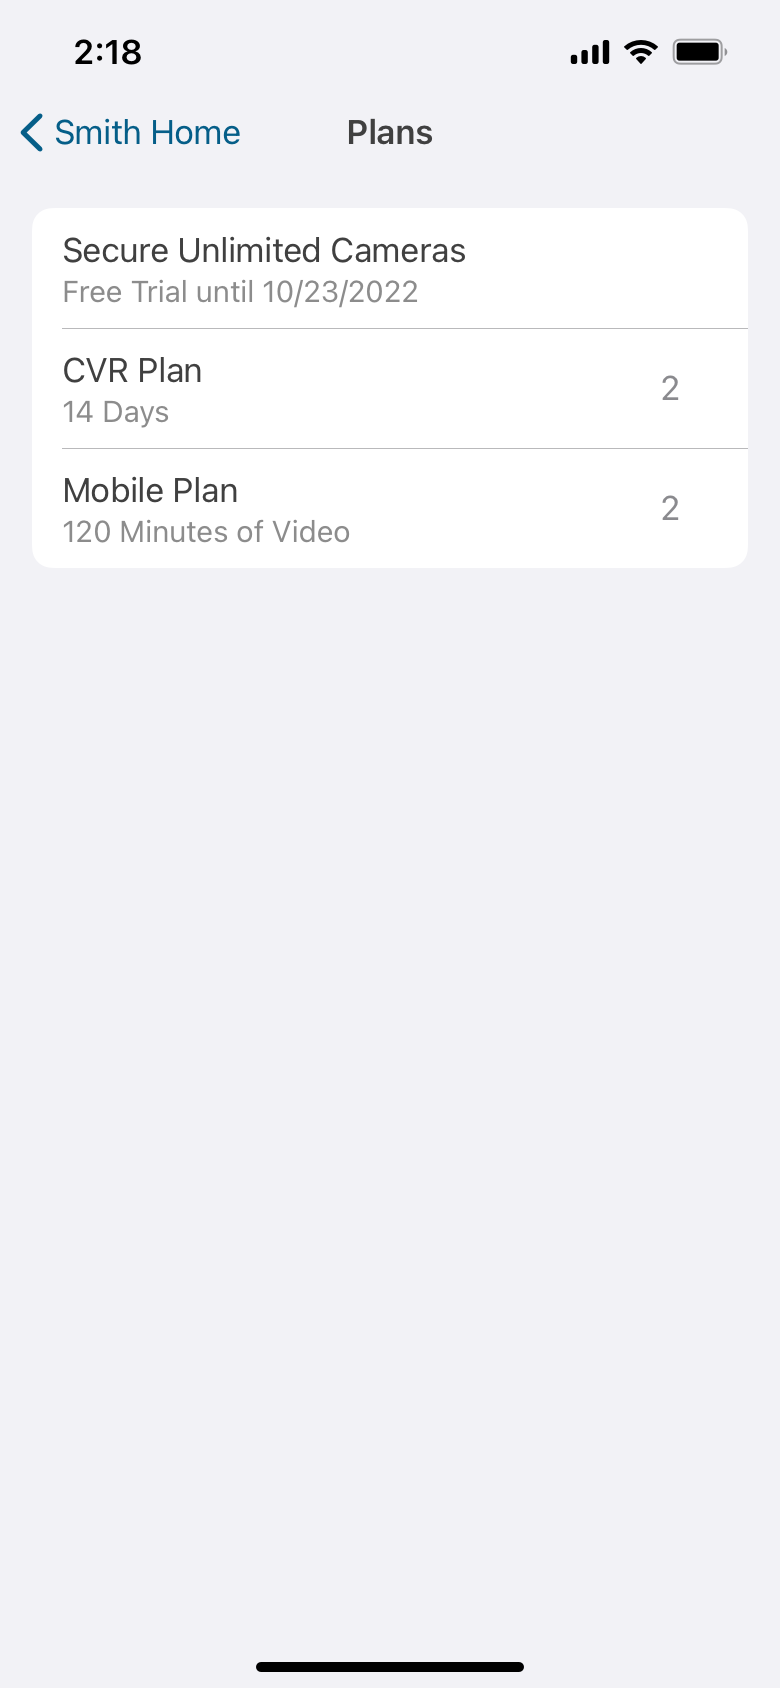 2:18
Smith Home
Plans
Secure Unlimited Cameras
Free Trial until 10/23/2022
CVR Plan
14 Days
2
Mobile Plan
120 Minutes of Video
2